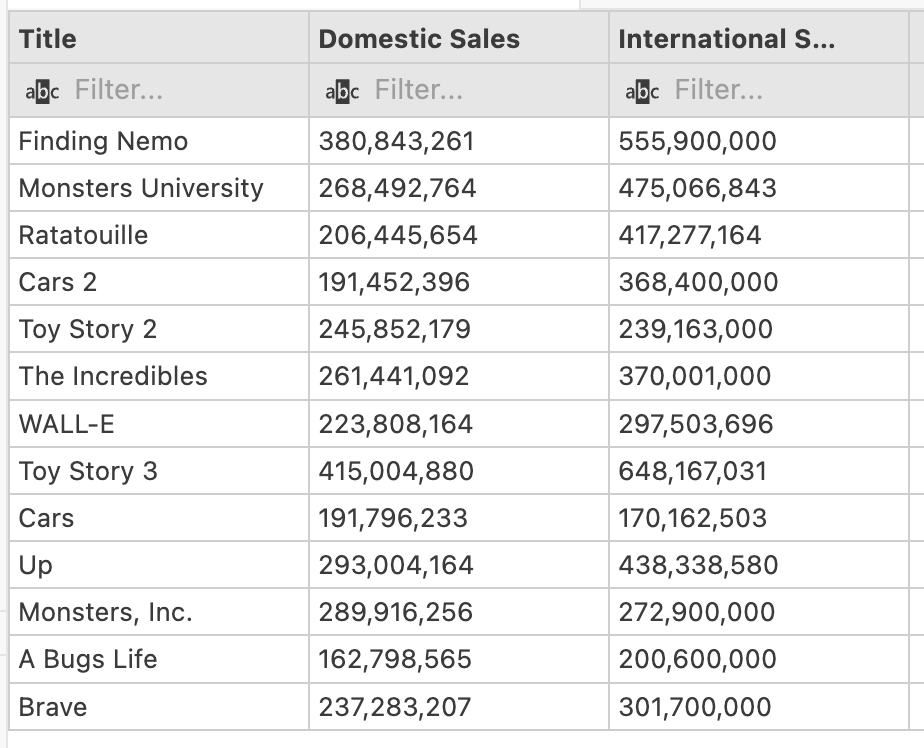 Title Domestic Sales International S...
abc Filter... abc Filter... abc Filter...
Finding Nemo 380,843,261 555,900,000
Monsters University 268,492,764 475,066,843
Ratatouille 206,445,654 417,277,164
Cars 2 191,452,396 368,400,000
Toy Story 2 245,852,179 239,163,000
The Incredibles 261,441,092 370,001,000
WALL-E 223,808,164 297,503,696
Toy Story 3 415,004,880 648,167,031
Cars 191,796,233 170,162,503
Up 293,004,164 438,338,580
Monsters, Inc. 289,916,256 272,900,000
A Bugs Life 162,798,565 200,600,000
Brave 237,283,207 301,700,000